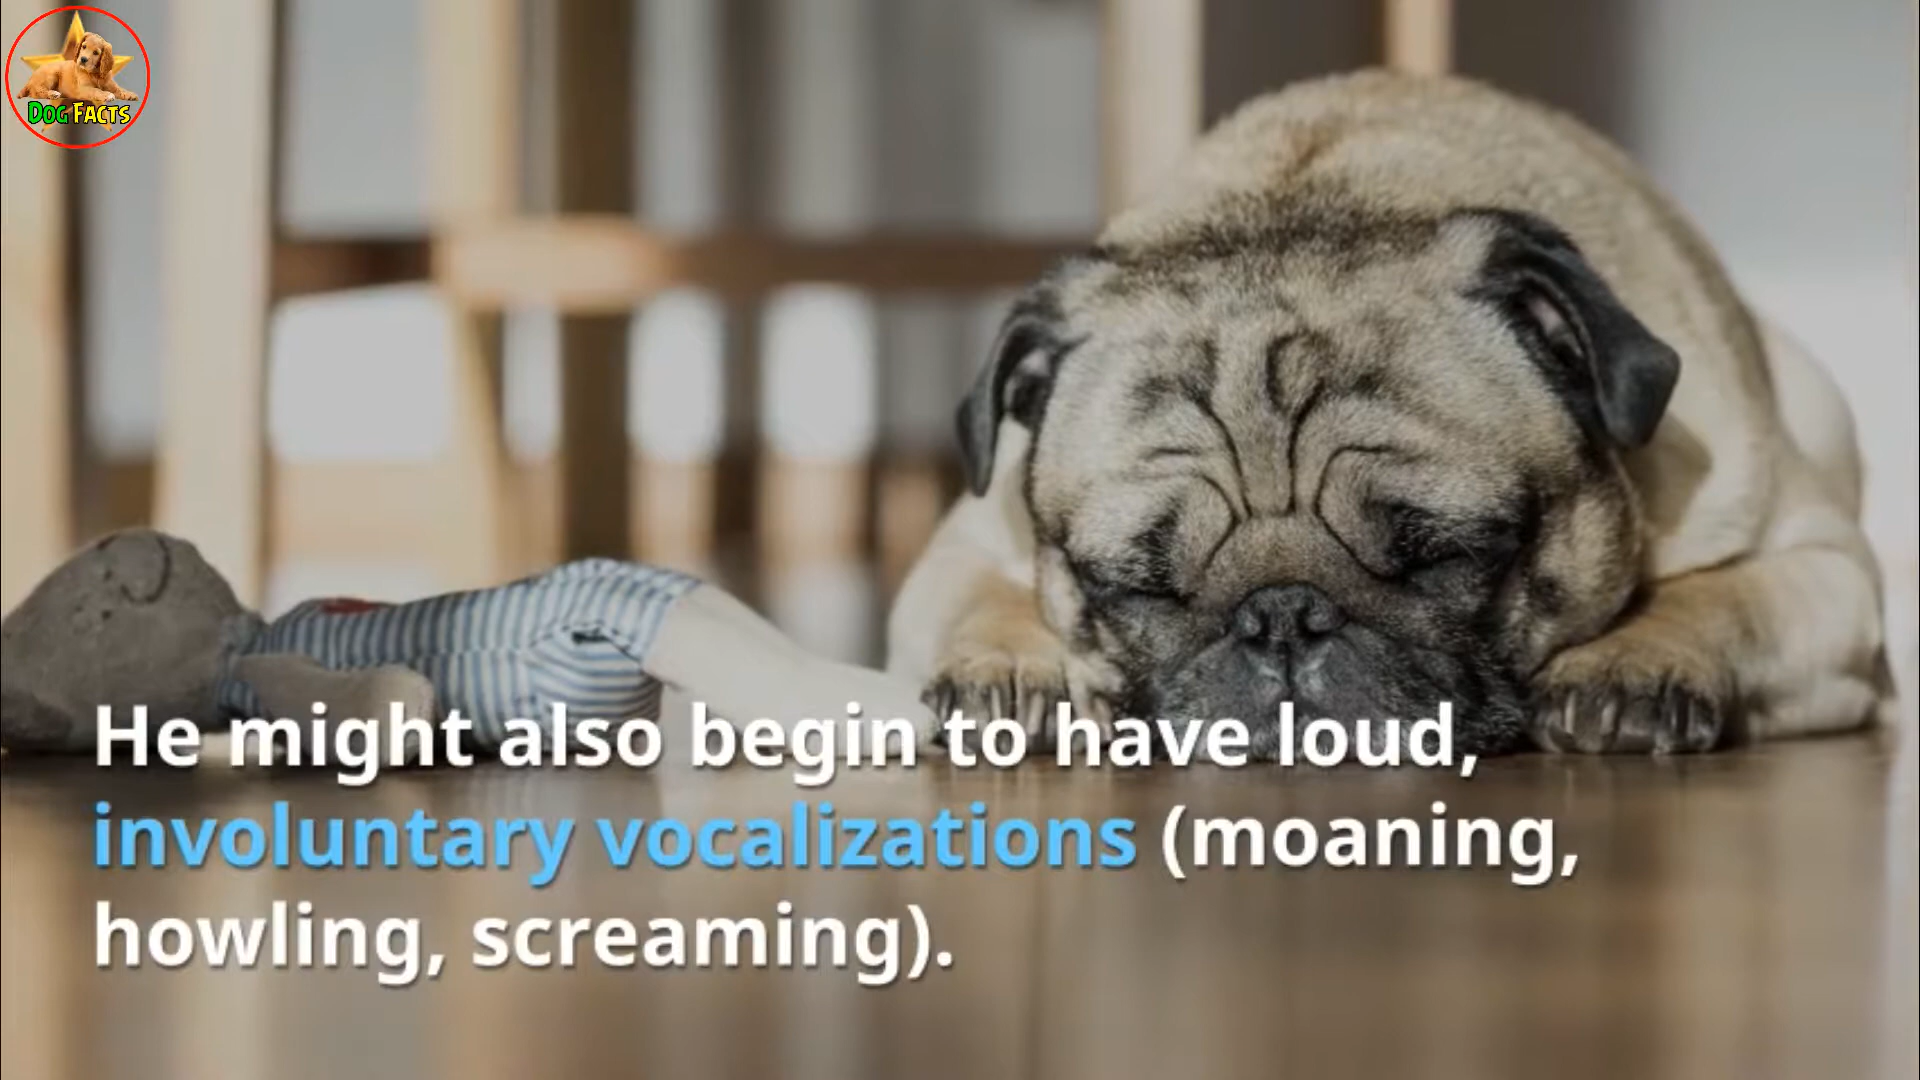 DOG FACTS
He might also begin to have loud,
involuntary vocalizations (moaning,
howling, screaming).